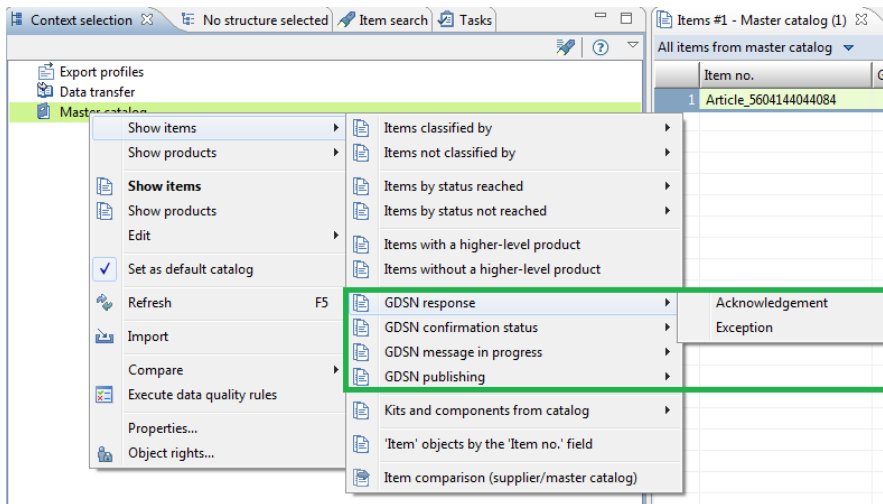 Context selection
No structure selected
Item search
Tasks
Items #1 - Master catalog (1)
All items from master catalog
Item no.
G
1 Article_5604144044084
Export profiles
Data transfer
Master catalog
Show items
Show products
Show items
Show products
Edit
Set as default catalog
Refresh F5
Import
Compare
Execute data quality rules
Properties...
Object rights...
Items classified by
Items not classified by
Items by status reached
Items by status not reached
Items with a higher-level product
Items without a higher-level product
GDSN response
GDSN confirmation status
GDSN message in progress
GDSN publishing
Kits and components from catalog
'Item' objects by the 'Item no.' field
Item comparison (supplier/master catalog)
Acknowledgement
Exception